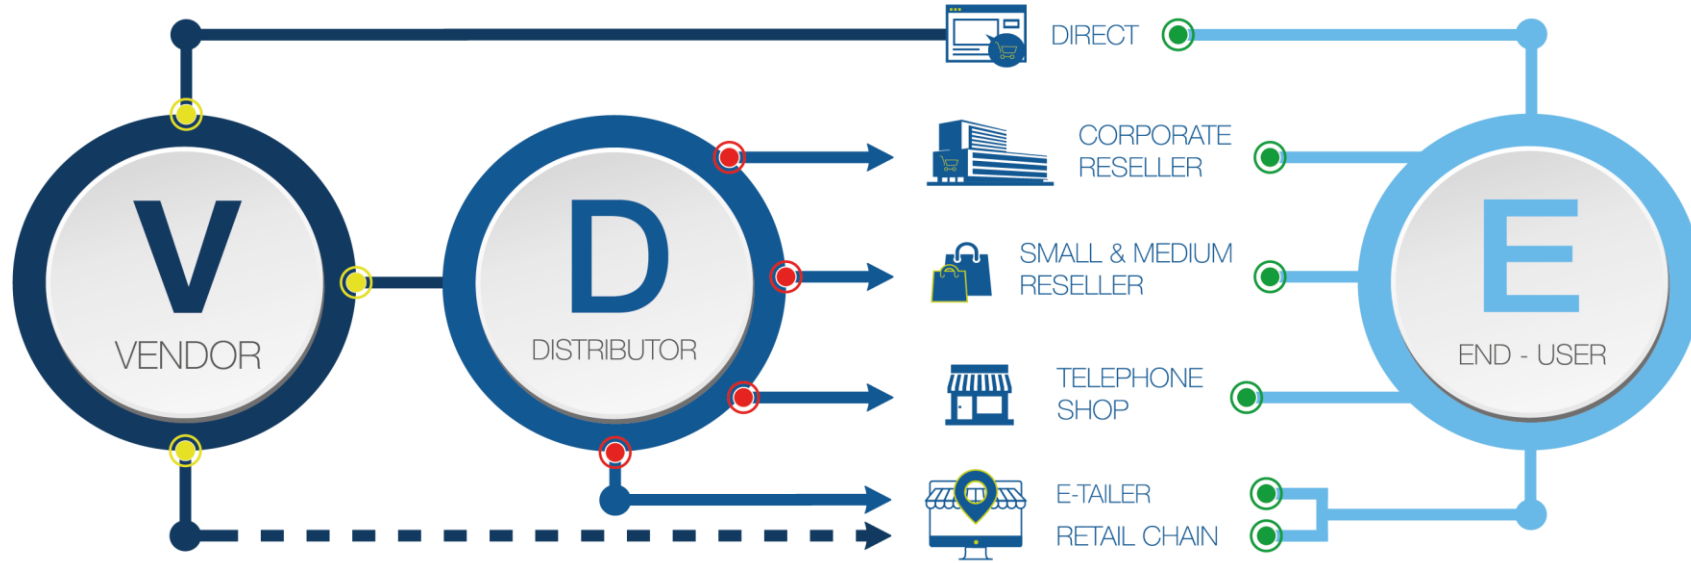 DIRECT
CORPORATE
RESELLER
V
VENDOR
D
DISTRIBUTOR
SMALL & MEDIUM
RESELLER
E
END - USER
TELEPHONE
SHOP
E-TAILER
RETAIL CHAIN